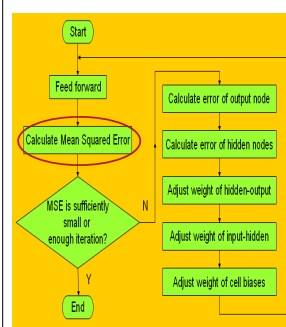 Start
Feed forward
Calculate Mean Squared Error
MSE is sufficiently
small or
enough iteration?
N
Y
End
Calculate error of output node
Calculate error of hidden nodes
Adjust weight of hidden-output
Adjust weight of input-hidden
Adjust weight of cell biases